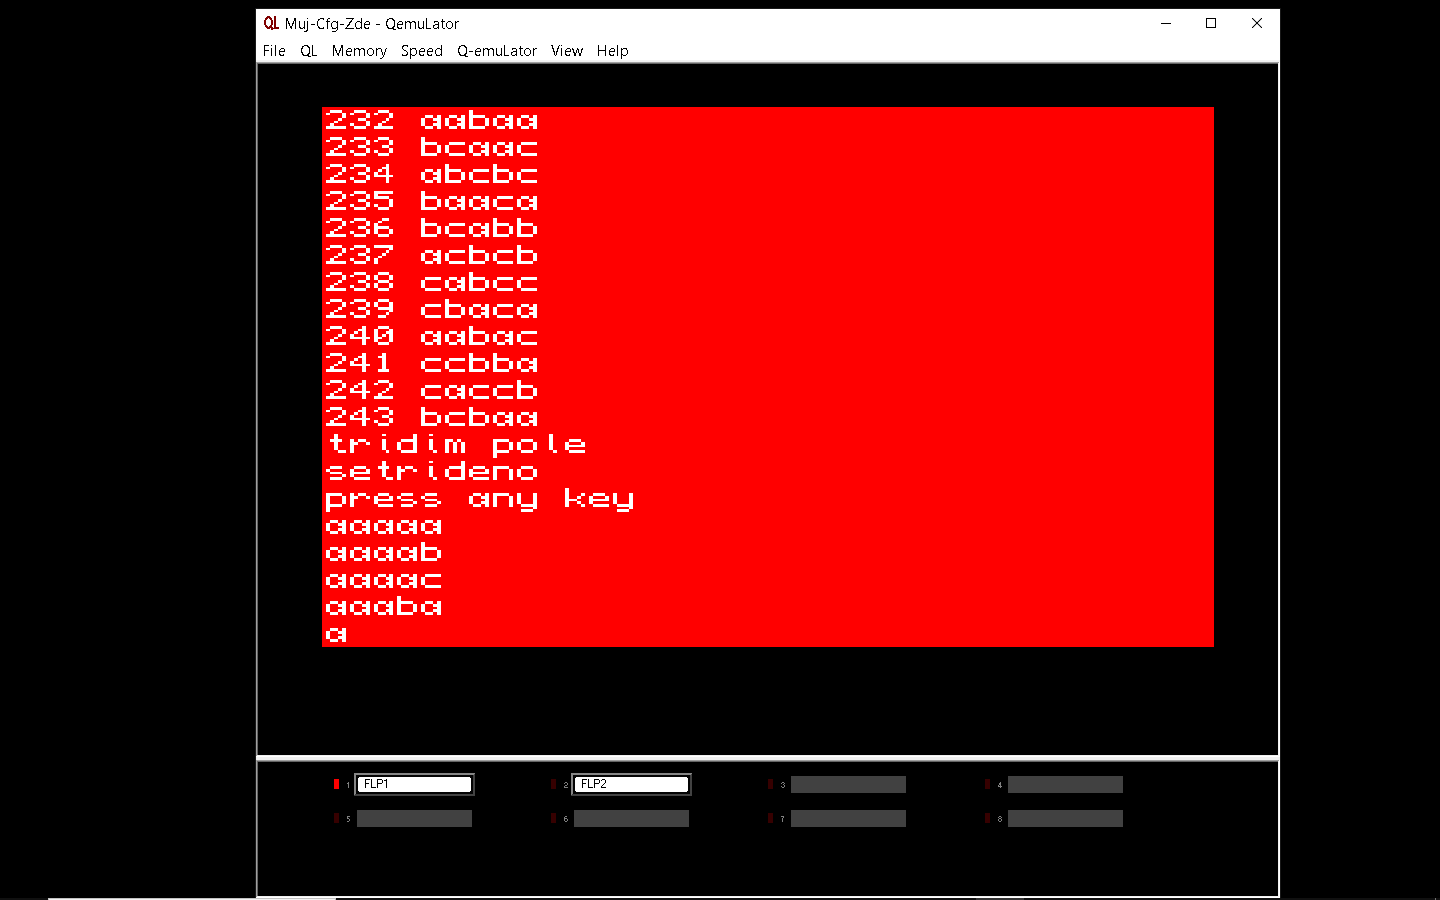 QL Muj-Cfg-Zde - QemuLator
File QL Memory Speed Q-emuLator View Help
232 aabaa
233 bcaac
234 abcbc
235 baaca
236 bcabb
237 acbcb
238 cabcc
239 cbaca
240 aabac
241 ccbba
242 caccb
243 bcbaa
tridim pole
setrideno
press any key
aaaaa
aaaab
aaaac
aaaba
a
1 FLP1 2 FLP2 3 4
5 6 7 8